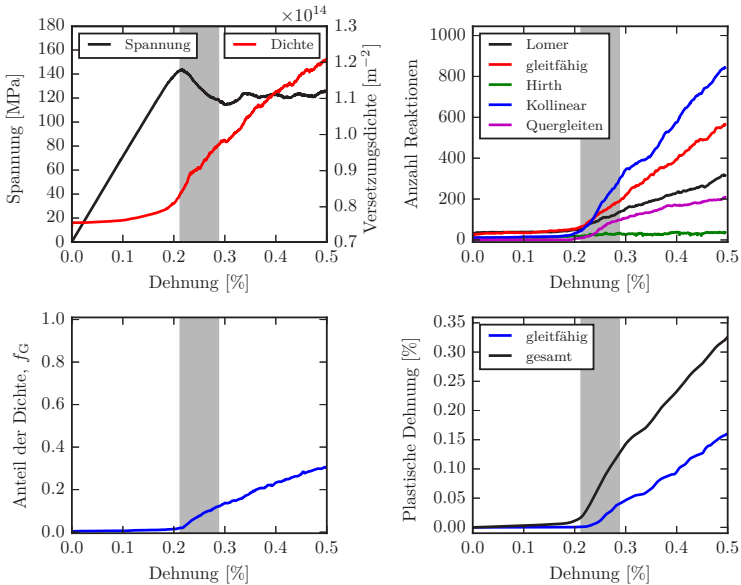 ×10¹⁴
180
160
140
120
100
80
60
40
20
0
Spannung [MPa]
Spannung
Dichte
1.3
1.2
1.1
1.0
0.9
0.8
0.7
Versetzungsdichte [m⁻²]
0.0 0.1 0.2 0.3 0.4 0.5
Dehnung [%]
1000
800
600
400
200
0
Anzahl Reaktionen
Lomer
gleitfähig
Hirth
Kollinear
Quergleiten
0.0 0.1 0.2 0.3 0.4 0.5
Dehnung [%]
1.0
0.8
0.6
0.4
0.2
0.0
Anteil der Dichte, f_G
0.0 0.1 0.2 0.3 0.4 0.5
Dehnung [%]
0.35
0.30
0.25
0.20
0.15
0.10
0.05
0.00
Plastische Dehnung [%]
gleitfähig
gesamt
0.0 0.1 0.2 0.3 0.4 0.5
Dehnung [%]